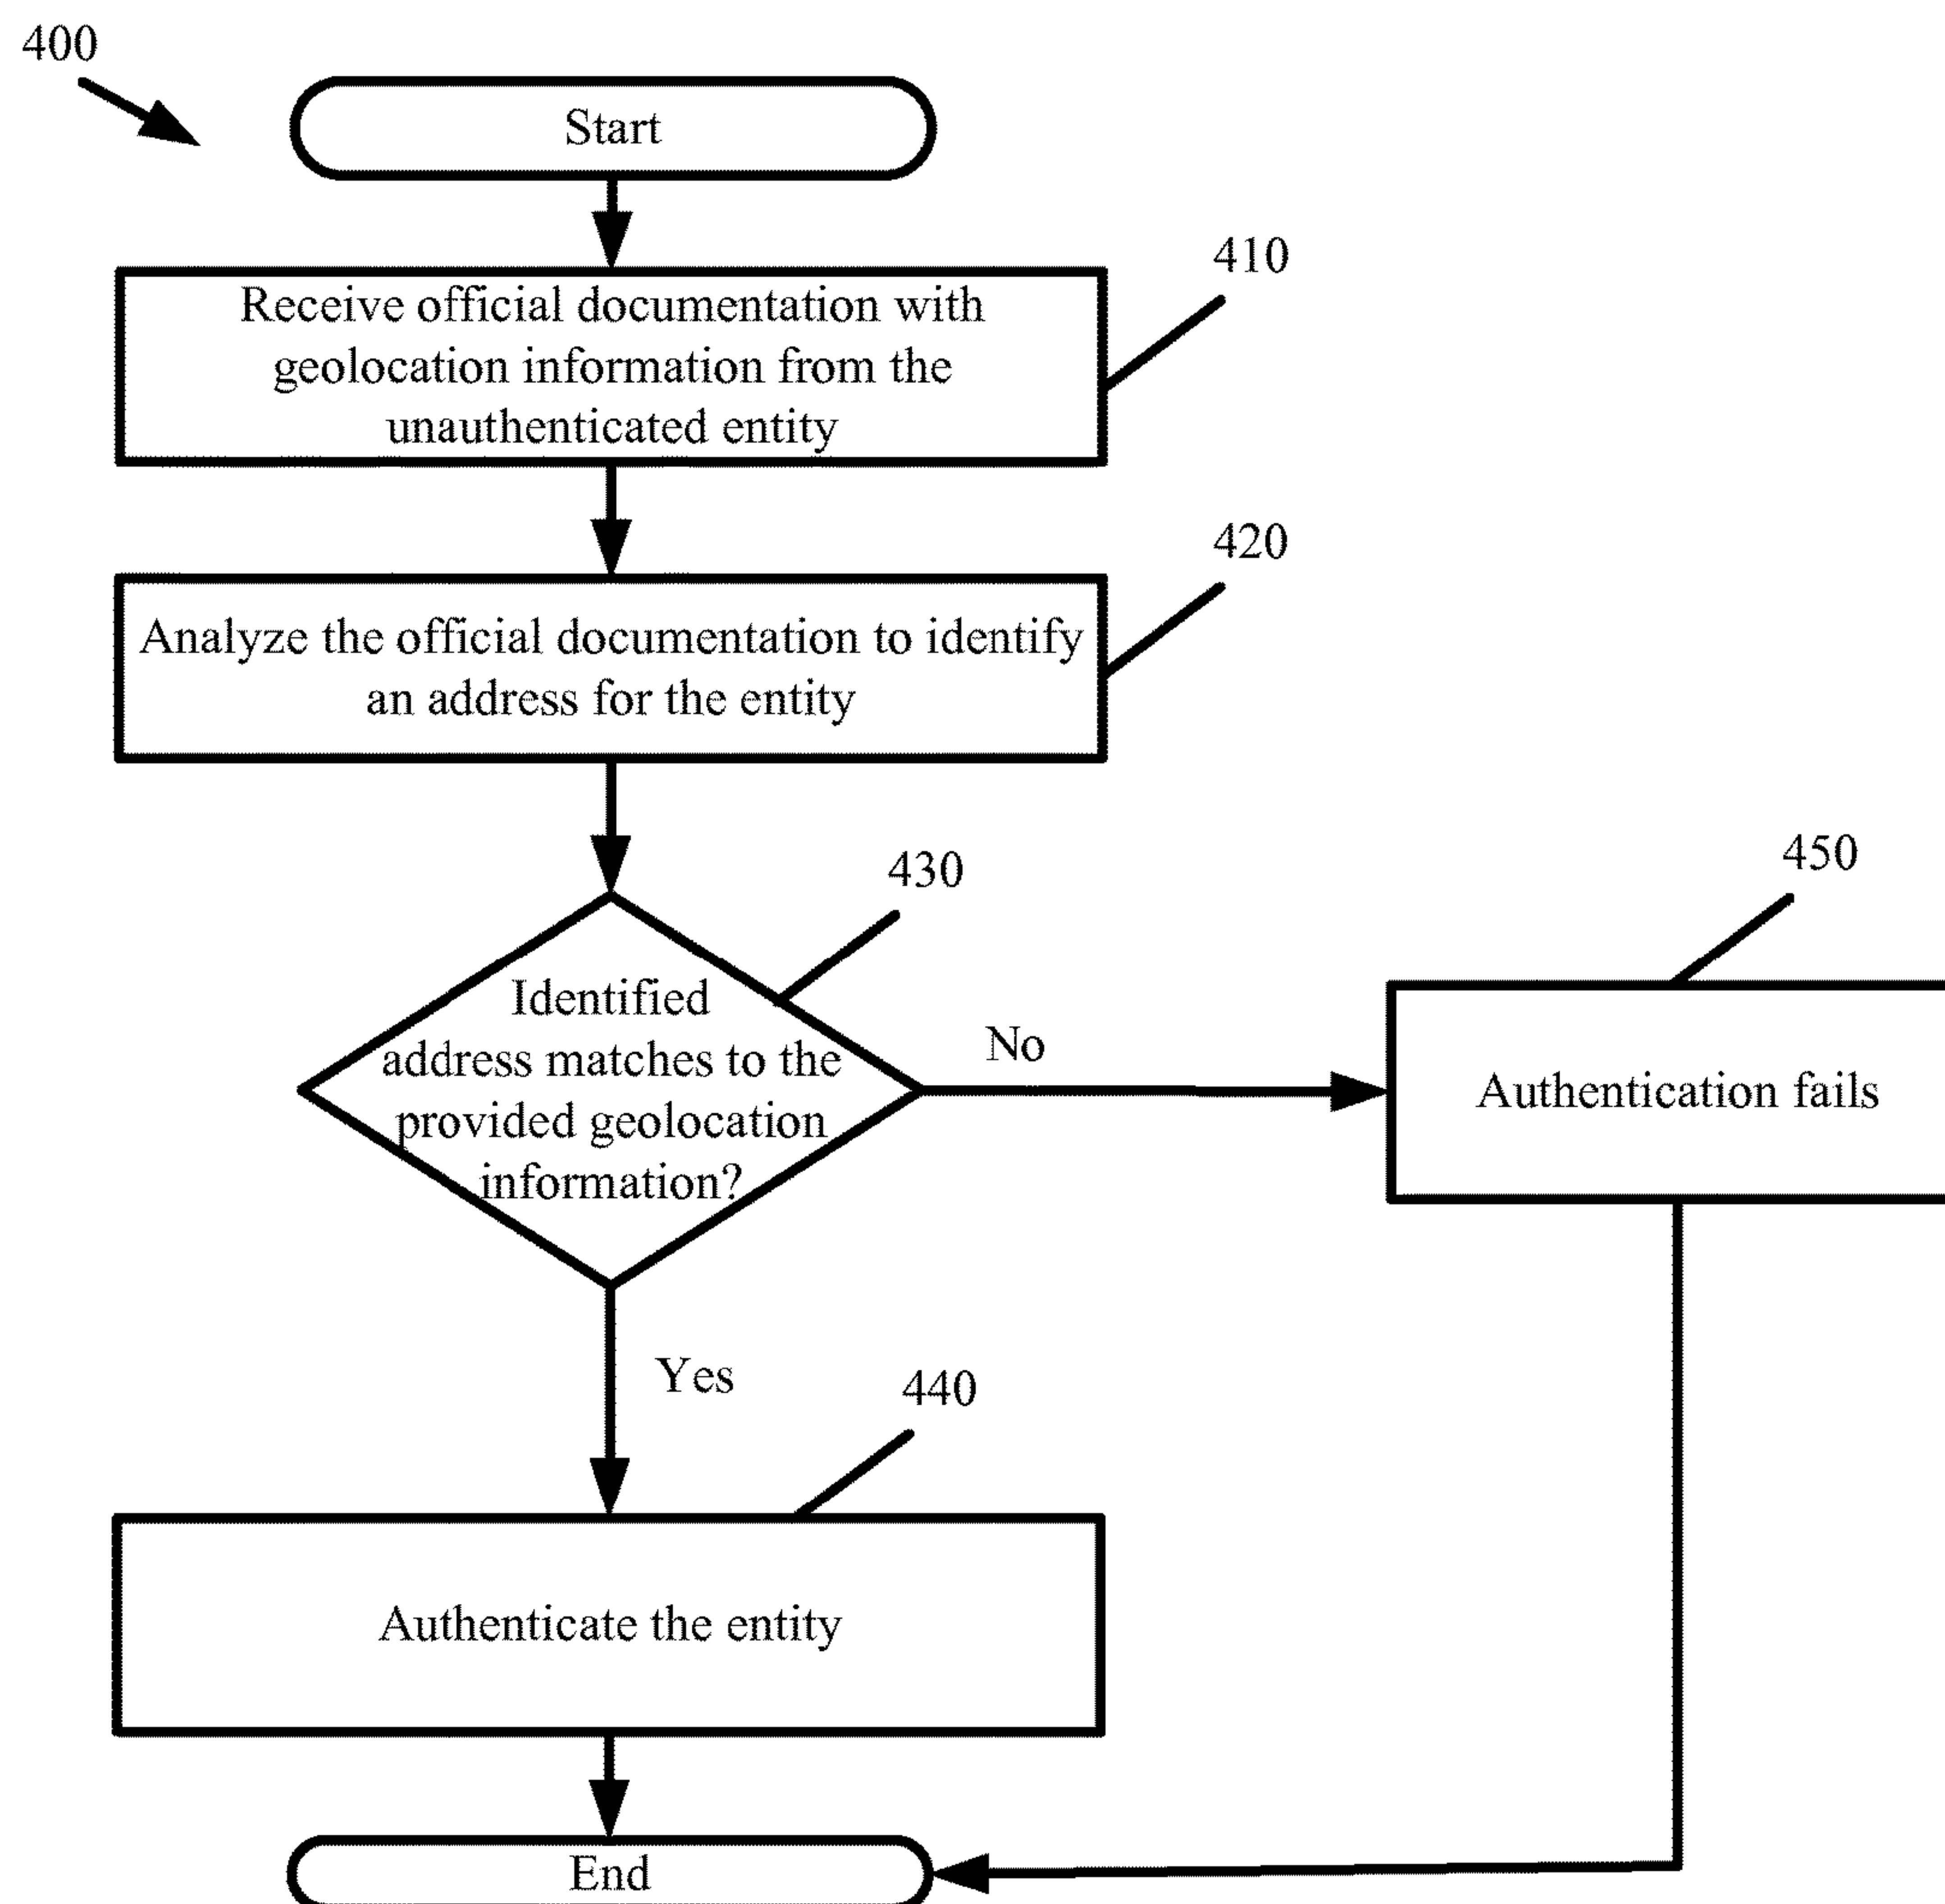 400
Start
410
Receive official documentation with
geolocation information from the
unauthenticated entity
420
Analyze the official documentation to identify
an address for the entity
430
Identified
address matches to the
provided geolocation
information?
No
450
Authentication fails
Yes
440
Authenticate the entity
End